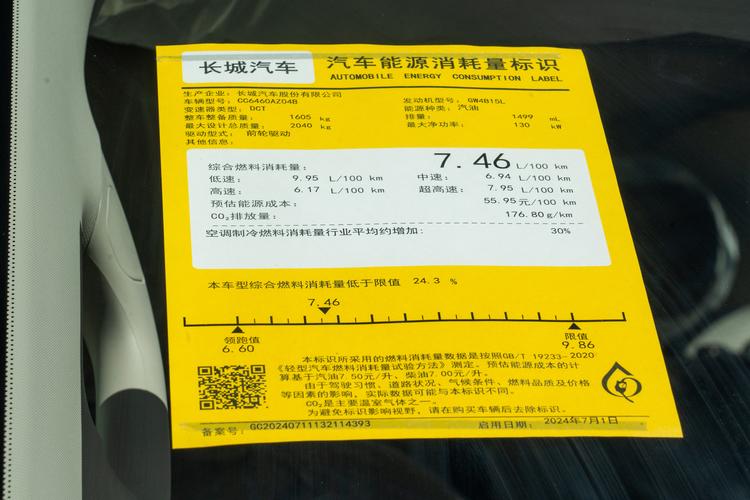 长城汽车 汽车能源消耗量标识
AUTOMOBILE ENERGY CONSUMPTION LABEL
生产企业：长城汽车股份有限公司
车辆型号：CC6460AZ04B 发动机型号：GW4B15L
变速器类型：DCT 能源种类：汽油
整车整备质量：1605 kg 排量：1499 mL
最大设计总质量：2040 kg 最大净功率：130 kW
驱动型式：前轮驱动
其他信息：
综合燃料消耗量：7.46 L/100 km
低速：9.95 L/100 km 中速：6.94 L/100 km
高速：6.17 L/100 km 超高速：7.95 L/100 km
预估能源成本：55.95元/100 km
CO₂排放量：176.80g/km
空调制冷燃料消耗量行业平均约增加：30%
本车型综合燃料消耗量低于限值 24.3 %
7.46
领跑值 限值
6.60 9.86
本标识所采用的燃料消耗量数据是按照GB/T 19233-2020
《轻型汽车燃料消耗量试验方法》测定。预估能源成本的计
算基于汽油7.50元/升、柴油7.00元/升。
由于驾驶习惯、道路状况、气候条件、燃料品质及价格
等因素的影响，实际数据可能与本标识不同。
CO₂是主要温室气体之一。
为避免标识影响视野，请在购买车辆后去除标识。
备案号：GC20240711132114393 启用日期：2024年7月1日